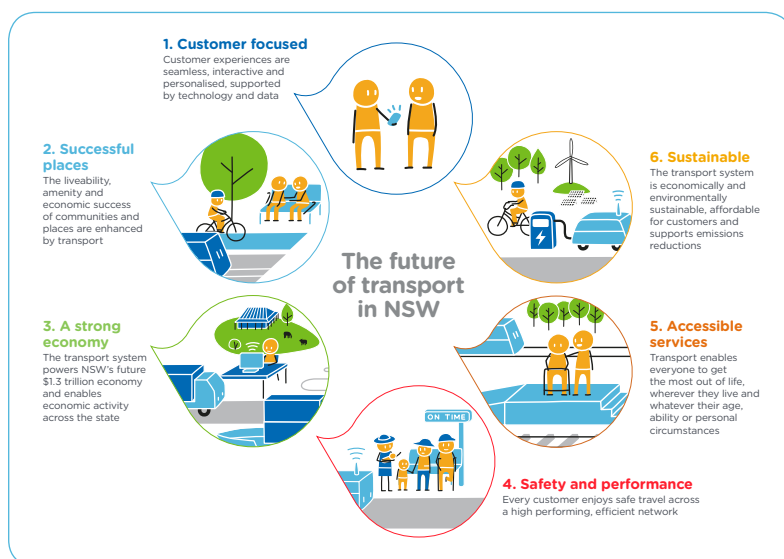 1. Customer focused
Customer experiences are
seamless, interactive and
personalised, supported
by technology and data
2. Successful
places
The liveability,
amenity and
economic success
of communities and
places are enhanced
by transport
3. A strong
economy
The transport system
powers NSW's future
$1.3 trillion economy
and enables
economic activity
across the state
The future
of transport
in NSW
ON TIME
4. Safety and performance
Every customer enjoys safe travel across
a high performing, efficient network
5. Accessible
services
Transport enables
everyone to get
the most out of life,
wherever they live and
whatever their age,
ability or personal
circumstances
6. Sustainable
The transport system
is economically and
environmentally
sustainable, affordable
for customers and
supports emissions
reductions